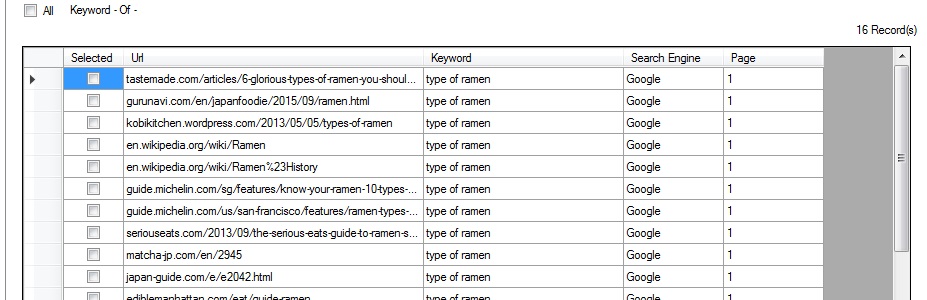 All Keyword - Of -
16 Record(s)
Selected Url Keyword Search Engine Page
tastemade.com/articles/6-glorious-types-of-ramen-you-shoul... type of ramen Google 1
gurunavi.com/en/japanfoodie/2015/09/ramen.html type of ramen Google 1
kobikitchen.wordpress.com/2013/05/05/types-of-ramen type of ramen Google 1
en.wikipedia.org/wiki/Ramen type of ramen Google 1
en.wikipedia.org/wiki/Ramen%23History type of ramen Google 1
guide.michelin.com/sg/features/know-your-ramen-10-types-... type of ramen Google 1
guide.michelin.com/us/san-francisco/features/ramen-types-... type of ramen Google 1
seriouseats.com/2013/09/the-serious-eats-guide-to-ramen-s... type of ramen Google 1
matcha-jp.com/en/2945 type of ramen Google 1
japan-guide.com/e/e2042.html type of ramen Google 1
ediblemanhattan.com/eat/guide-ramen type of ramen Google 1